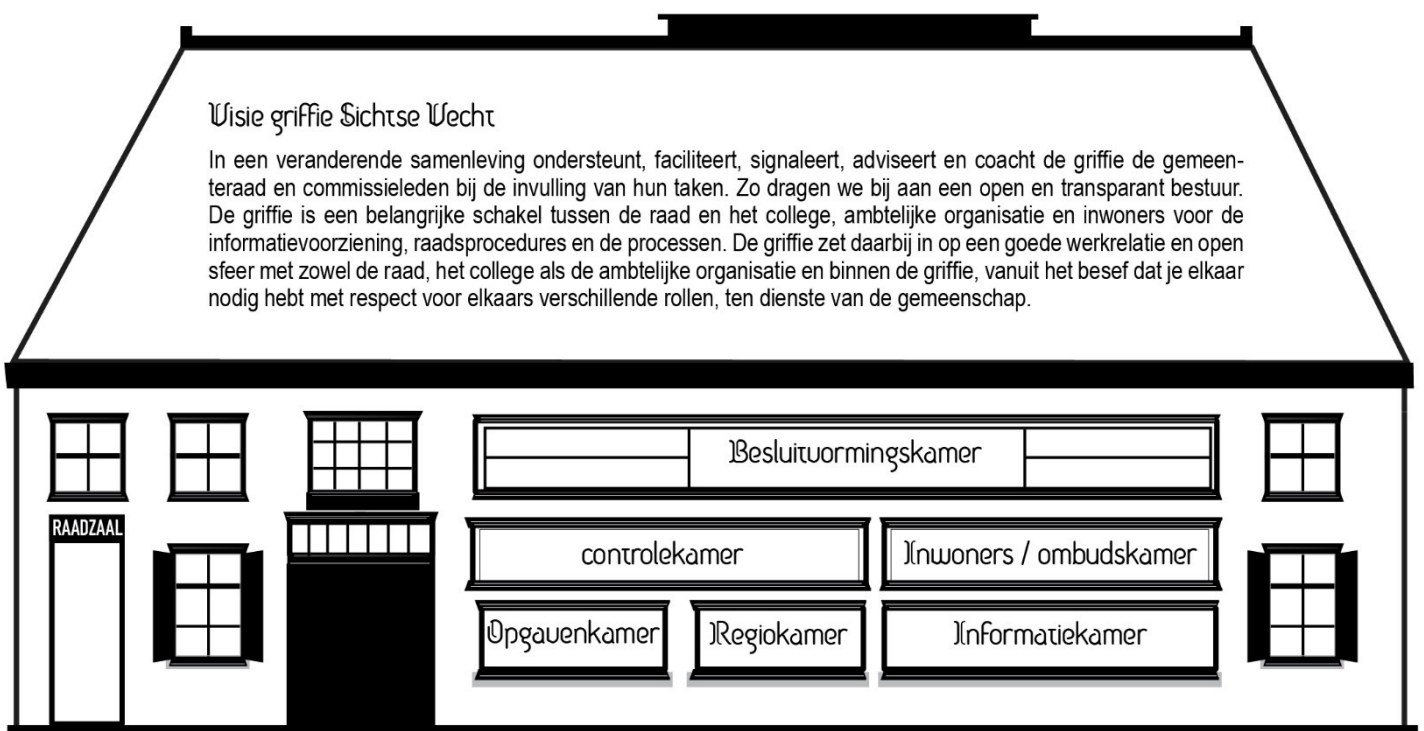 Visie griffie Stichtse Vecht
In een veranderende samenleving ondersteunt, faciliteert, signaleert, adviseert en coacht de griffie de gemeen-
teraad en commissieleden bij de invulling van hun taken. Zo dragen we bij aan een open en transparant bestuur.
De griffie is een belangrijke schakel tussen de raad en het college, ambtelijke organisatie en inwoners voor de
informatievoorziening, raadsprocedures en de processen. De griffie zet daarbij in op een goede werkrelatie en open
sfeer met zowel de raad, het college als de ambtelijke organisatie en binnen de griffie, vanuit het besef dat je elkaar
nodig hebt met respect voor elkaars verschillende rollen, ten dienste van de gemeenschap.
Besluitvormingskamer
RAADZAAL
controlekamer
Inwoners / ombudskamer
Opgavenkamer
Regiokamer
Informatiekamer